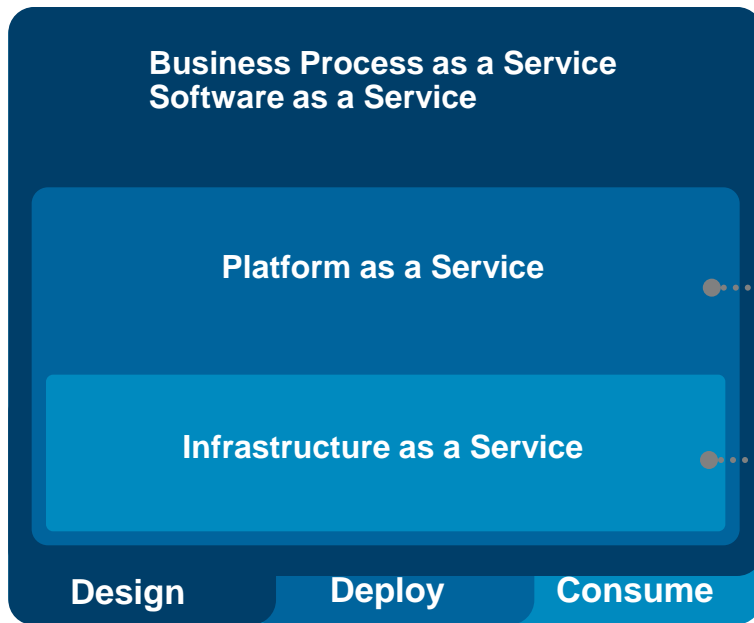 Business Process as a Service
Software as a Service
Platform as a Service
Infrastructure as a Service
Design
Deploy
Consume